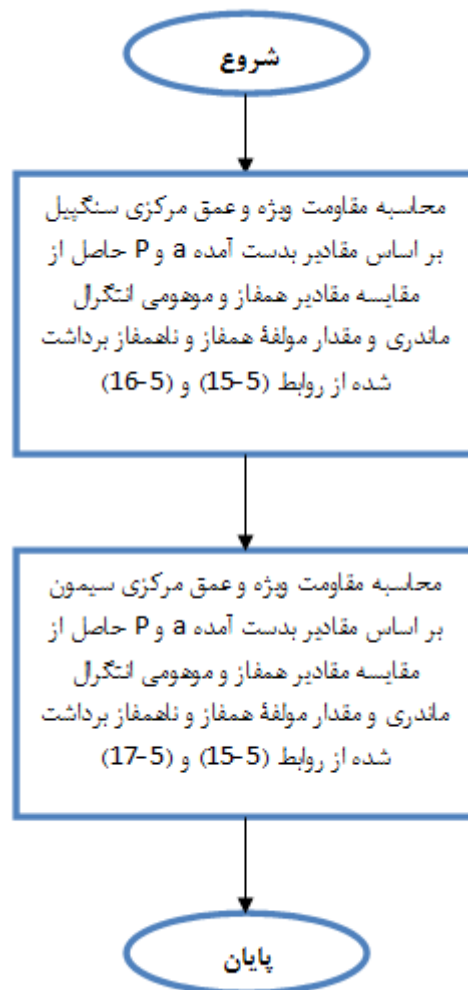 شروع
محاسبه مقاومت ویژه و عمق مرکزی سنگپیل
بر اساس مقادیر بدست آمده a و P حاصل از
مقایسه مقادیر همفاز و موهومی انتگرال
ماندری و مقدار مولفۀ همفاز و ناهمفاز برداشت
شده از روابط (5-15) و (5-16)
محاسبه مقاومت ویژه و عمق مرکزی سیمون
بر اساس مقادیر بدست آمده a و P حاصل از
مقایسه مقادیر همفاز و موهومی انتگرال
ماندری و مقدار مولفۀ همفاز و ناهمفاز برداشت
شده از روابط (5-15) و (5-17)
پایان